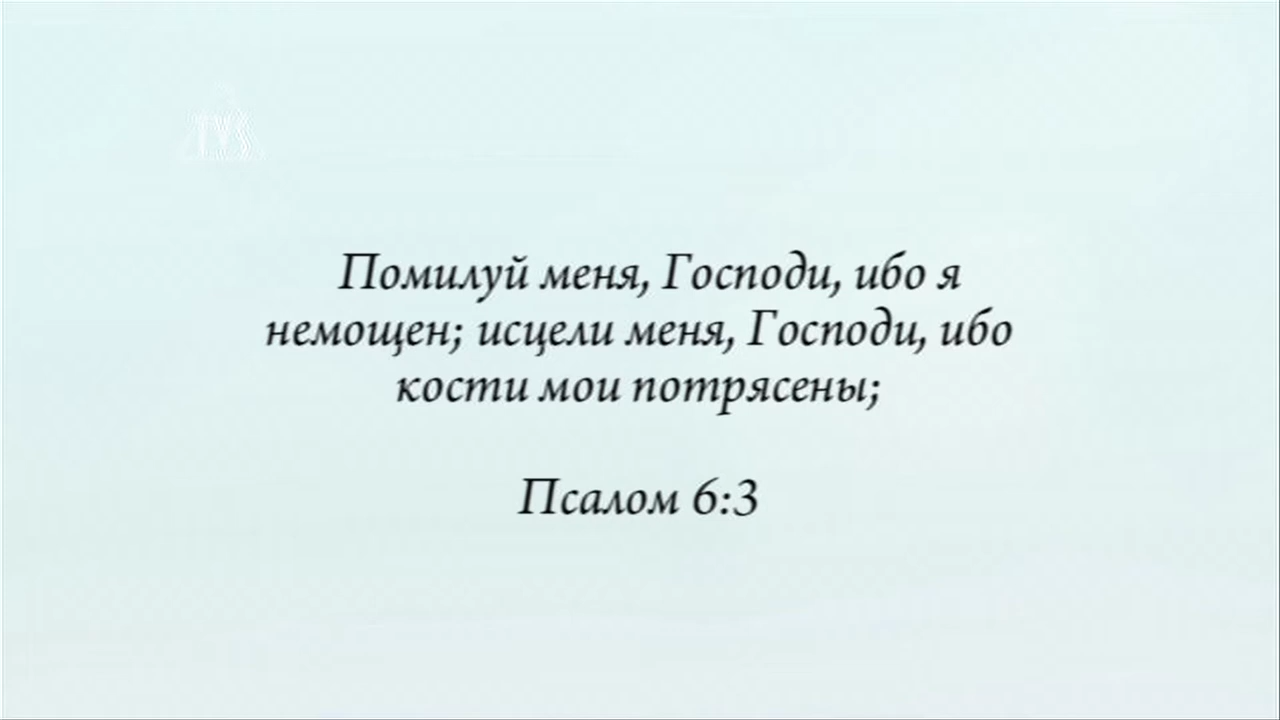 Помилуй меня, Господи, ибо я
немощен; исцели меня, Господи, ибо
кости мои потрясены;
Псалом 6:3